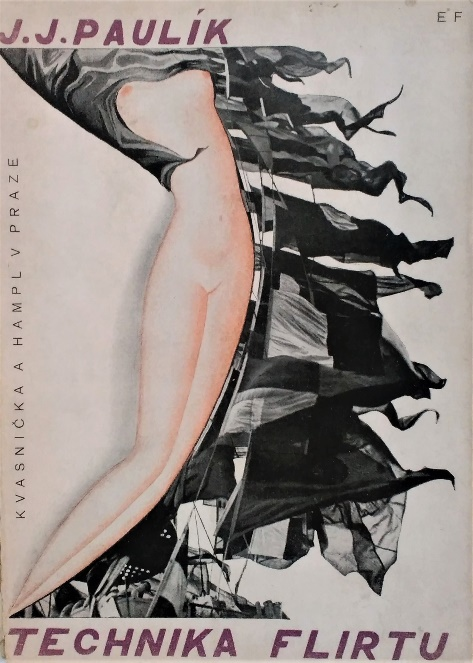 EF
J.J.PAULÍK
KVASNIČKA A HAMPL V PRAZE
TECHNIKA FLIRTU